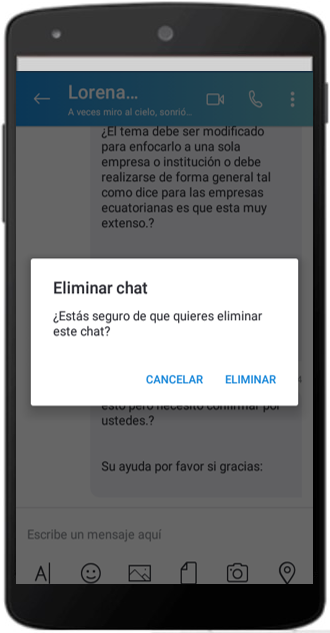 Lorena...
A veces miro al cielo, sonrió...
¿El tema debe ser modificado
para enfocarlo a una sola
empresa o institución o debe
realizarse de forma general tal
como dice para las empresas
ecuatorianas es que esta muy
extenso.?
Eliminar chat
¿Estás seguro de que quieres eliminar
este chat?
CANCELAR ELIMINAR
esto pero necesito confirmar por
ustedes.?
Su ayuda por favor si gracias:
Escribe un mensaje aquí
A